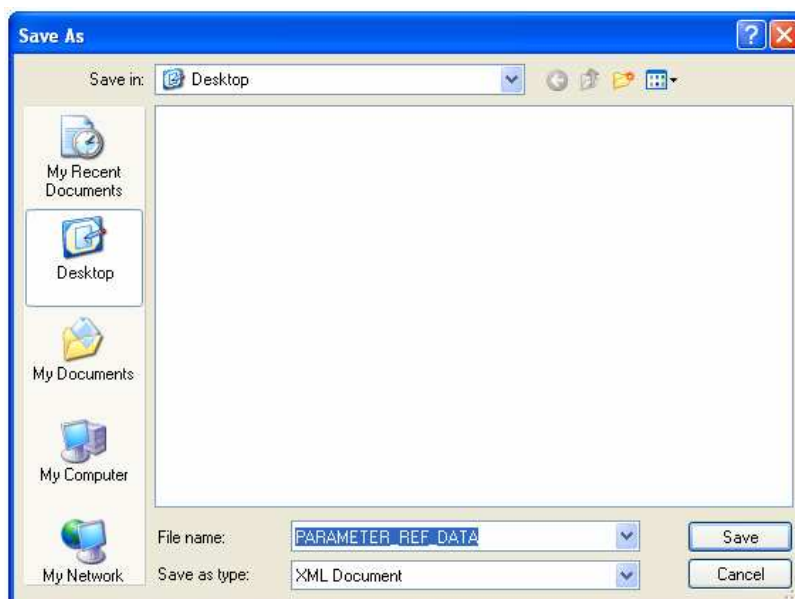 Save As
Save in: Desktop
My Recent
Documents
Desktop
My Documents
My Computer
My Network
File name: PARAMETER_REF_DATA Save
Save as type: XML Document Cancel